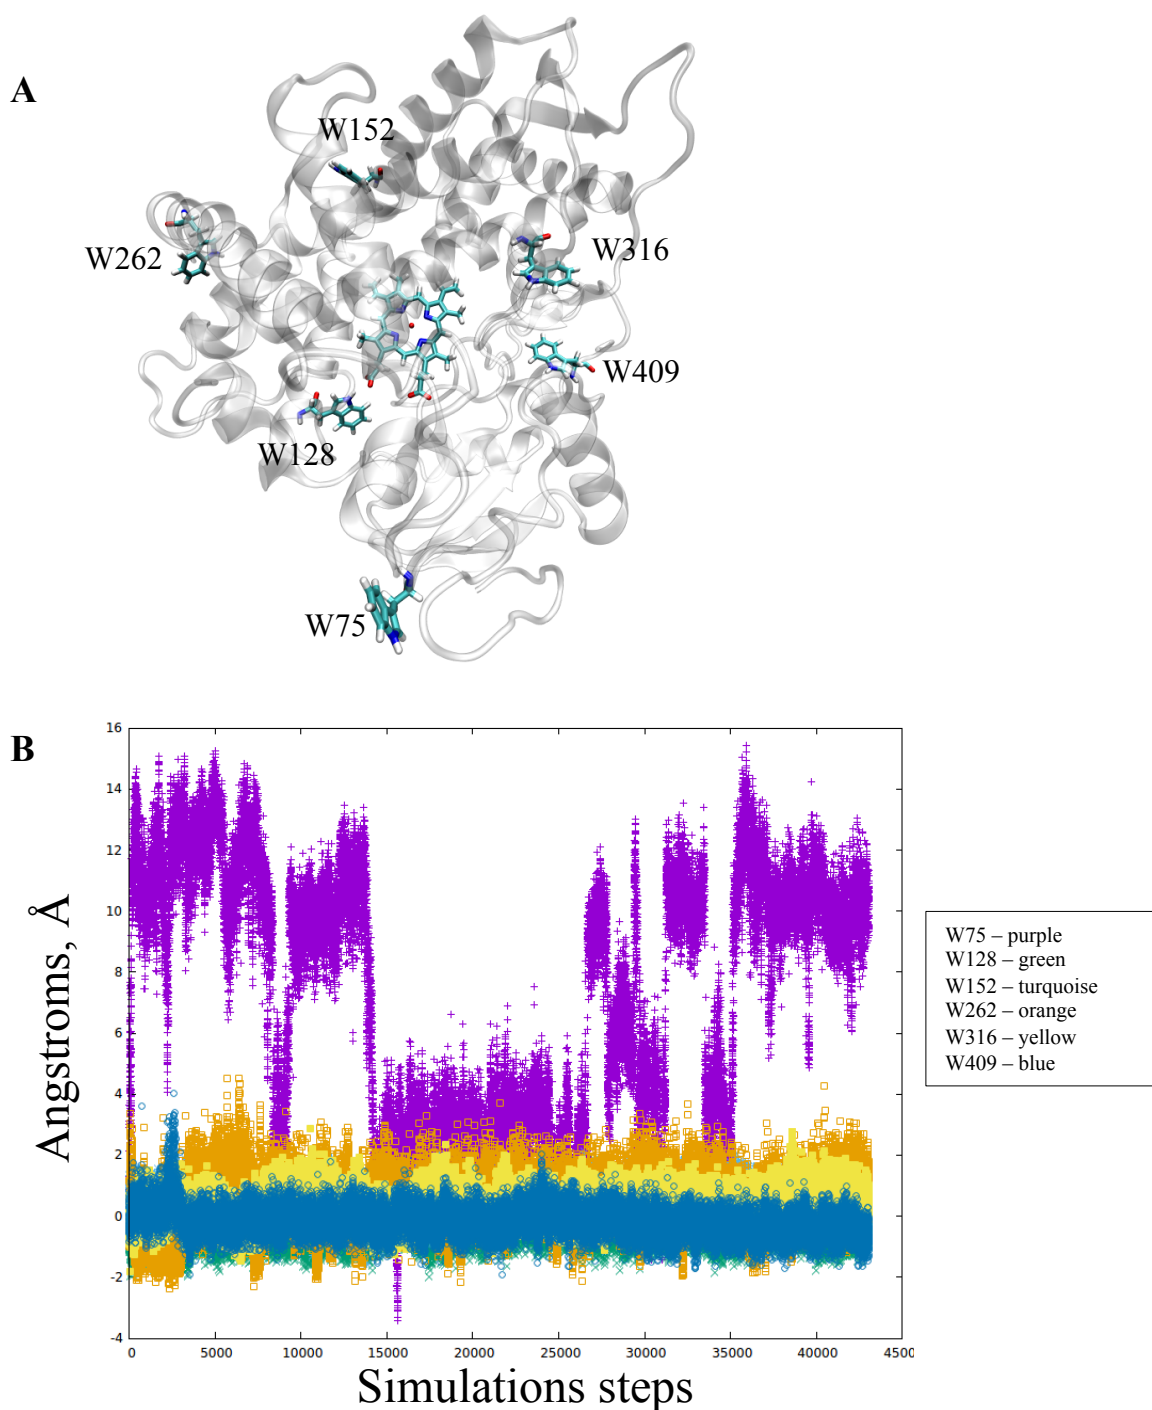 A
W152
W316
W262
W409
W128
W75
B
16
14
12
10
8
6
4
2
0
-2
-4
0
5000
10000
15000
20000
25000
30000
35000
40000
4500
Angstroms, Å
Simulations steps
W75 – purple
W128 – green
W152 – turquoise
W262 – orange
W316 – yellow
W409 – blue